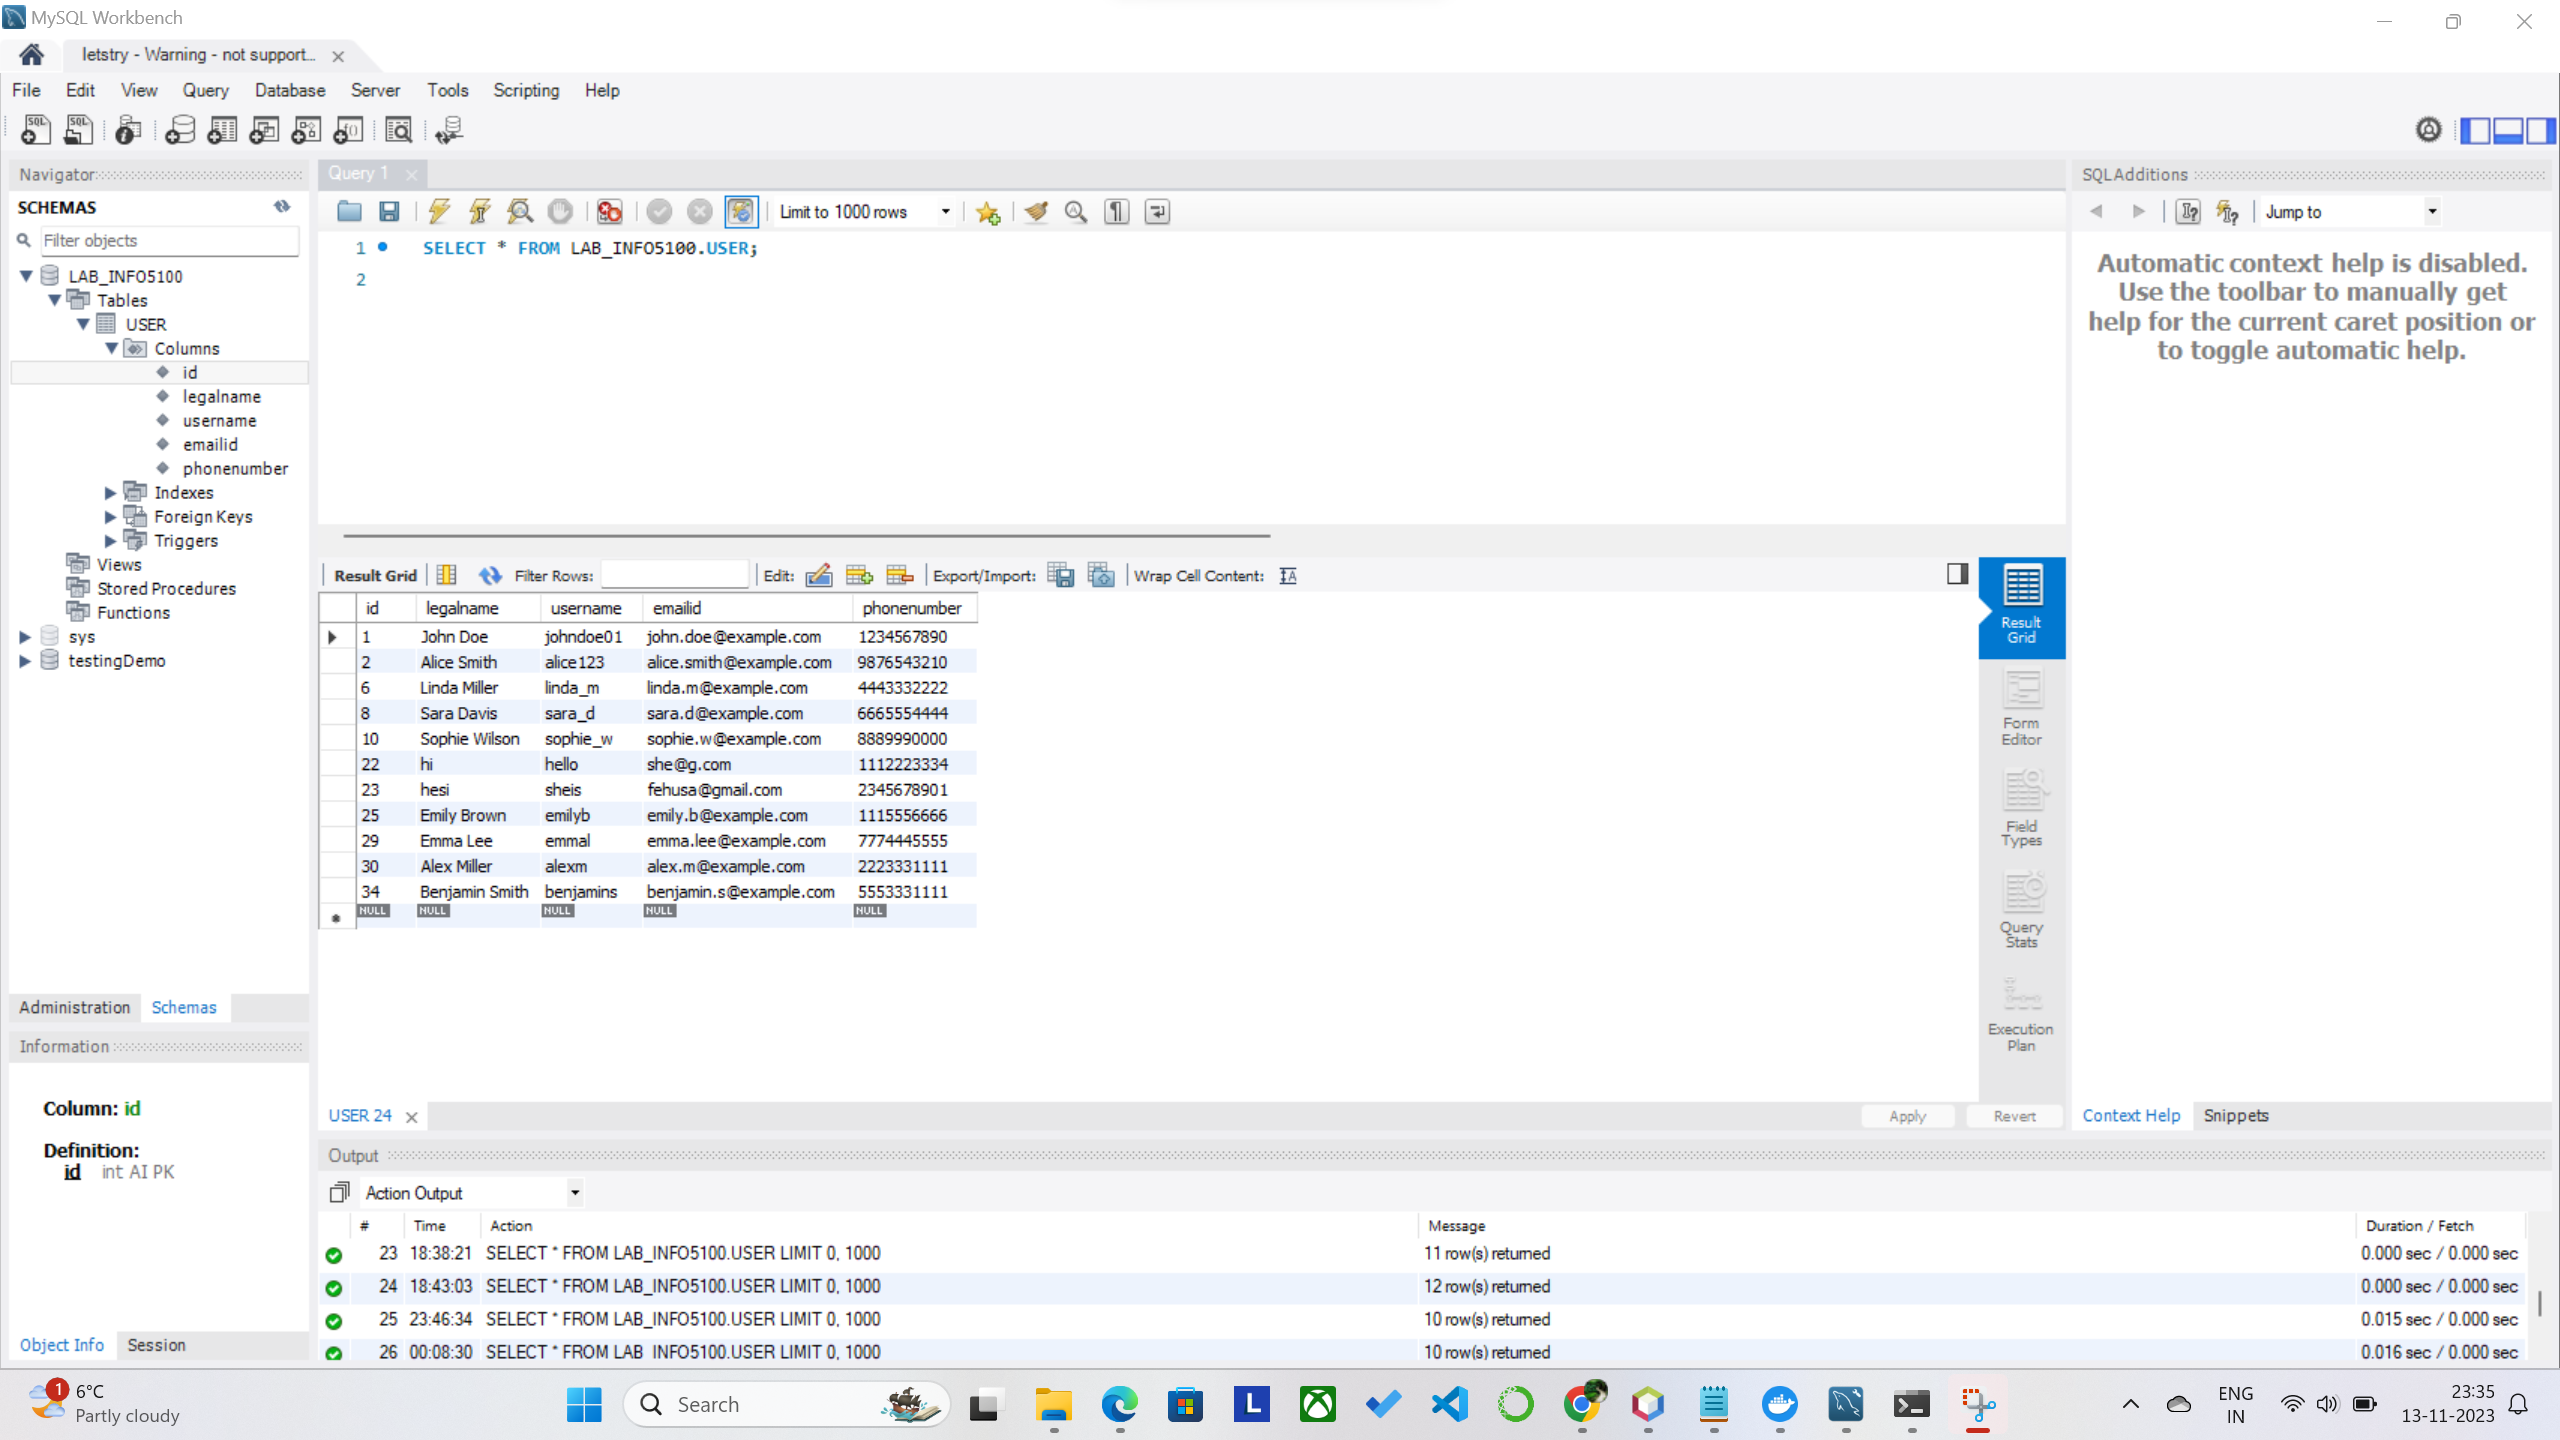 MySQL Workbench
letstry - Warning - not support...
File Edit View Query Database Server Tools Scripting Help
Navigator
SCHEMAS
Filter objects
LAB_INFO5100
Tables
USER
Columns
id
legalname
username
emailid
phonenumber
Indexes
Foreign Keys
Triggers
Views
Stored Procedures
Functions
sys
testingDemo
Administration Schemas
Information
Column: id
Definition:
id int AI PK
Object Info Session
Query 1
Limit to 1000 rows
1 SELECT * FROM LAB_INFO5100.USER;
2
Result Grid Filter Rows: Edit: Export/Import: Wrap Cell Content:
id legalname username emailid phonenumber
1 John Doe johndoe01 john.doe@example.com 1234567890
2 Alice Smith alice123 alice.smith@example.com 9876543210
6 Linda Miller linda_m linda.m@example.com 4443332222
8 Sara Davis sara_d sara.d@example.com 6665554444
10 Sophie Wilson sophie_w sophie.w@example.com 8889990000
22 hi hello she@g.com 1112223334
23 hesi sheis fehusa@gmail.com 2345678901
25 Emily Brown emilyb emily.b@example.com 1115556666
29 Emma Lee emmal emma.lee@example.com 7774445555
30 Alex Miller alexm alex.m@example.com 2223331111
34 Benjamin Smith benjamins benjamin.s@example.com 5553331111
NULL NULL NULL NULL NULL
Result
Grid
Form
Editor
Field
Types
Query
Stats
Execution
Plan
USER 24 Apply Revert
SQLAdditions
Jump to
Automatic context help is disabled.
Use the toolbar to manually get
help for the current caret position or
to toggle automatic help.
Context Help Snippets
Output
Action Output
# Time Action Message Duration / Fetch
23 18:38:21 SELECT * FROM LAB_INFO5100.USER LIMIT 0, 1000 11 row(s) returned 0.000 sec / 0.000 sec
24 18:43:03 SELECT * FROM LAB_INFO5100.USER LIMIT 0, 1000 12 row(s) returned 0.000 sec / 0.000 sec
25 23:46:34 SELECT * FROM LAB_INFO5100.USER LIMIT 0, 1000 10 row(s) returned 0.015 sec / 0.000 sec
26 00:08:30 SELECT * FROM LAB_INFO5100.USER LIMIT 0, 1000 10 row(s) returned 0.016 sec / 0.000 sec
1
6°C
Partly cloudy
Search
L
ENG
IN
23:35
13-11-2023